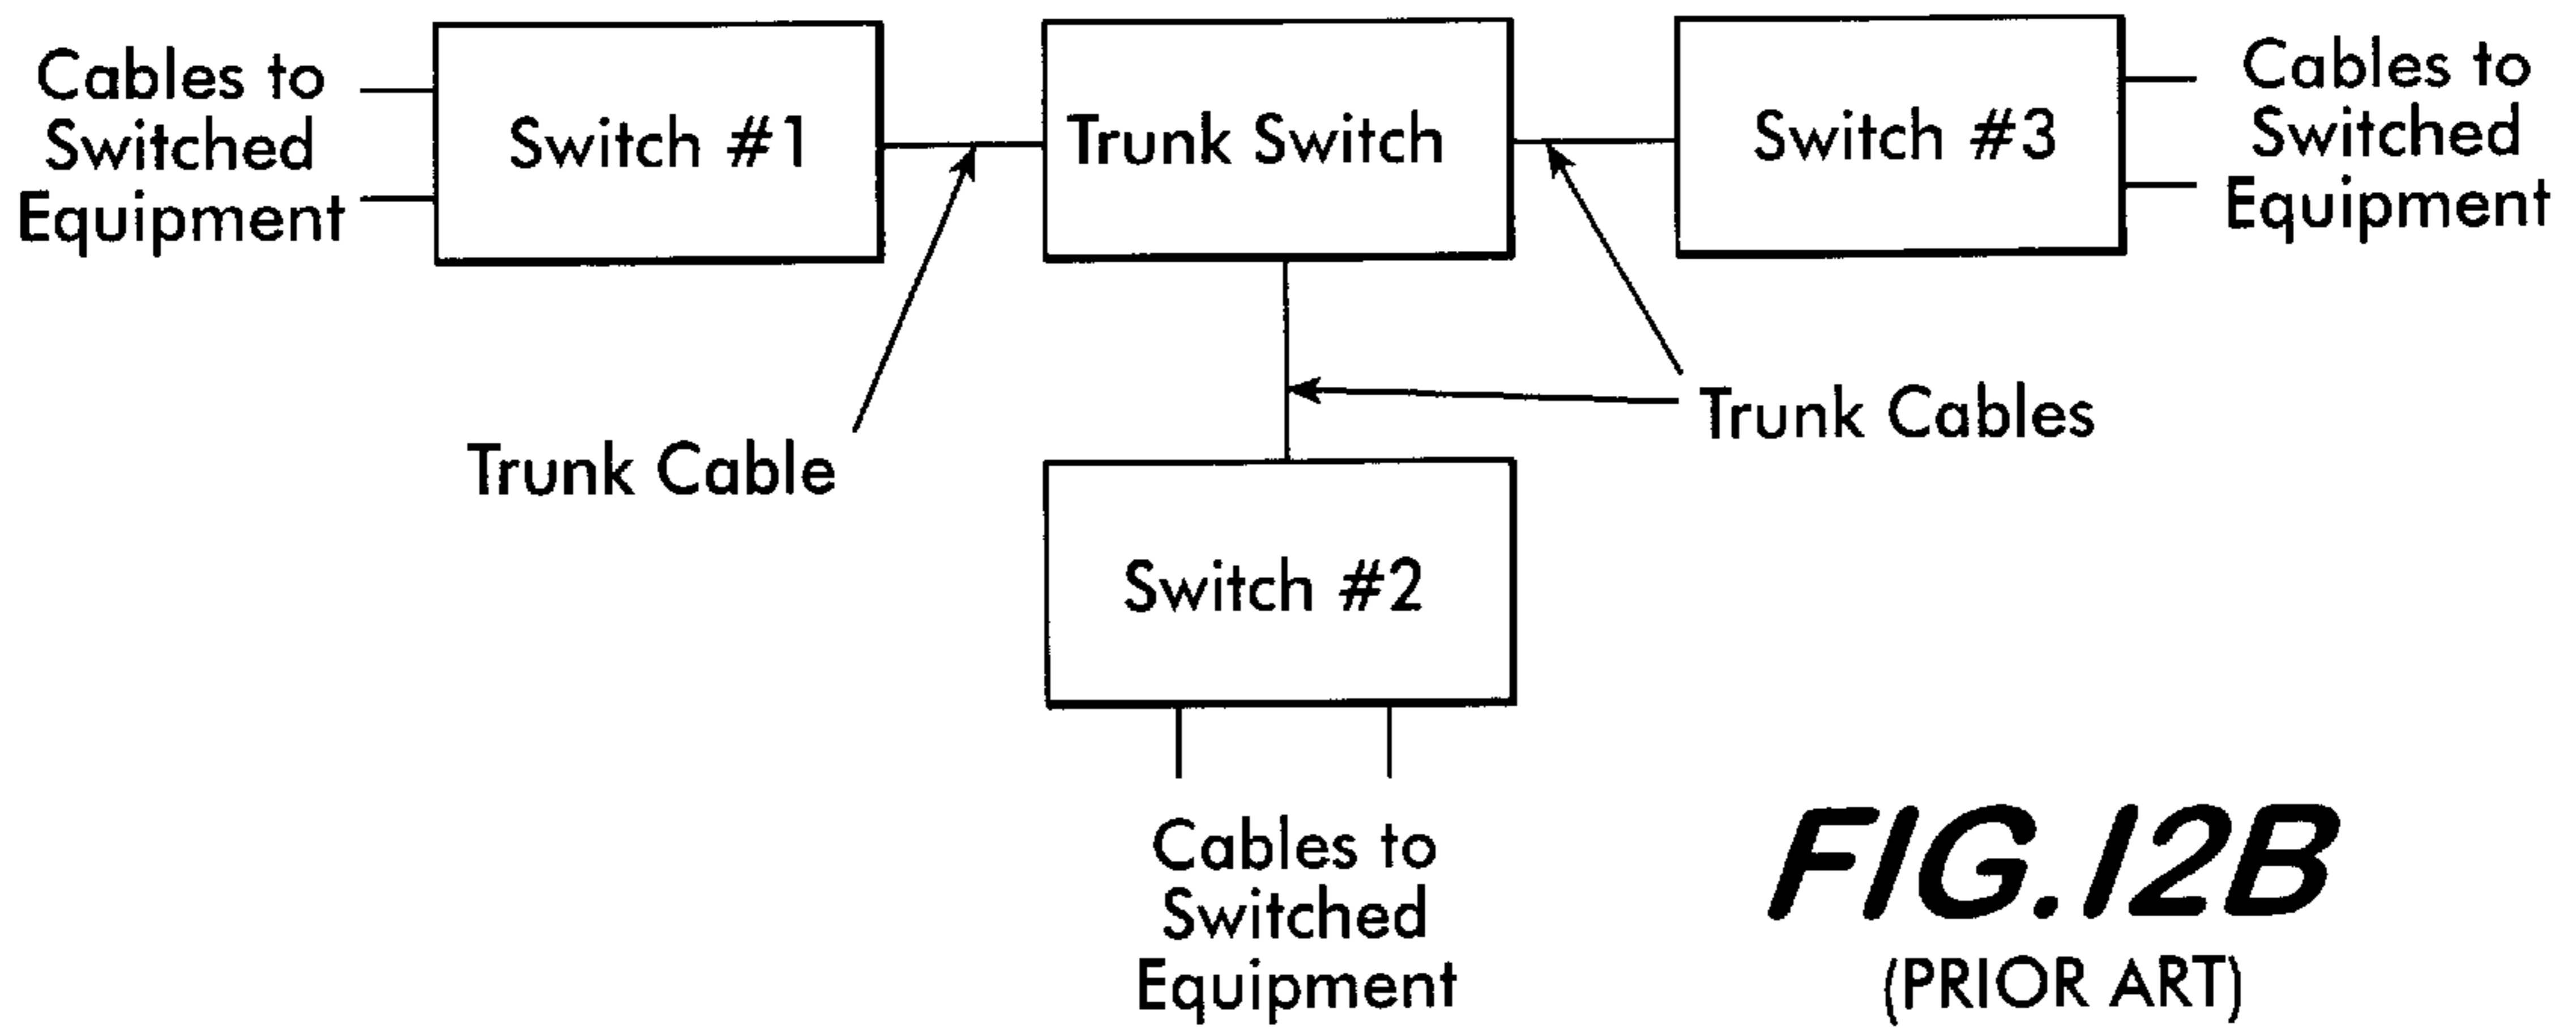 Cables to
Switched
Equipment
Switch #1
Trunk Switch
Switch #3
Cables to
Switched
Equipment
Trunk Cable
Trunk Cables
Switch #2
Cables to
Switched
Equipment
FIG.12B
(PRIOR ART)